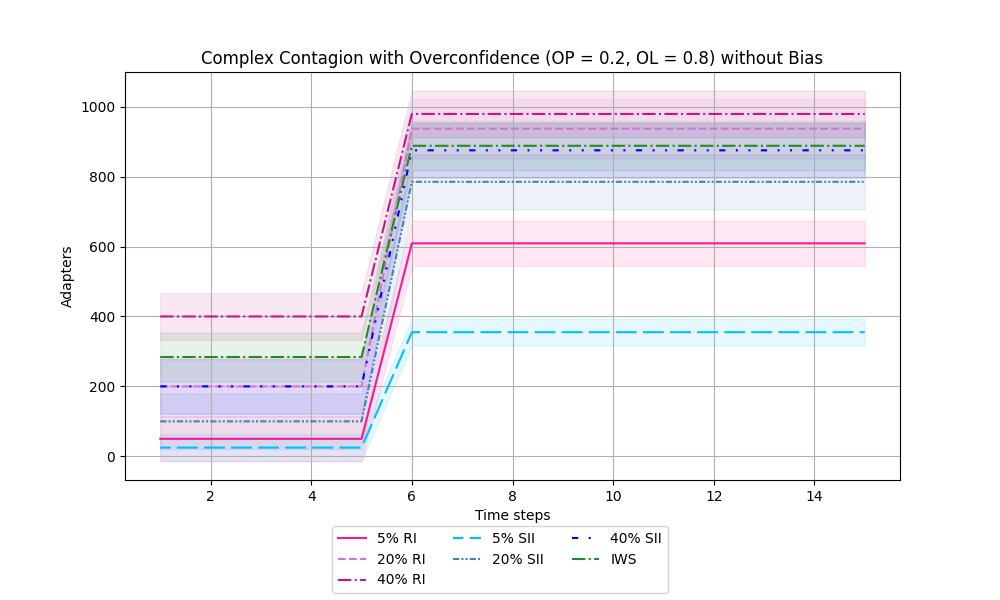 Complex Contagion with Overconfidence (OP = 0.2, OL = 0.8) without Bias
1000
800
600
400
200
0
Adapters
2 4 6 8 10 12 14
Time steps
5% RI 5% SII 40% SII
20% RI 20% SII IWS
40% RI